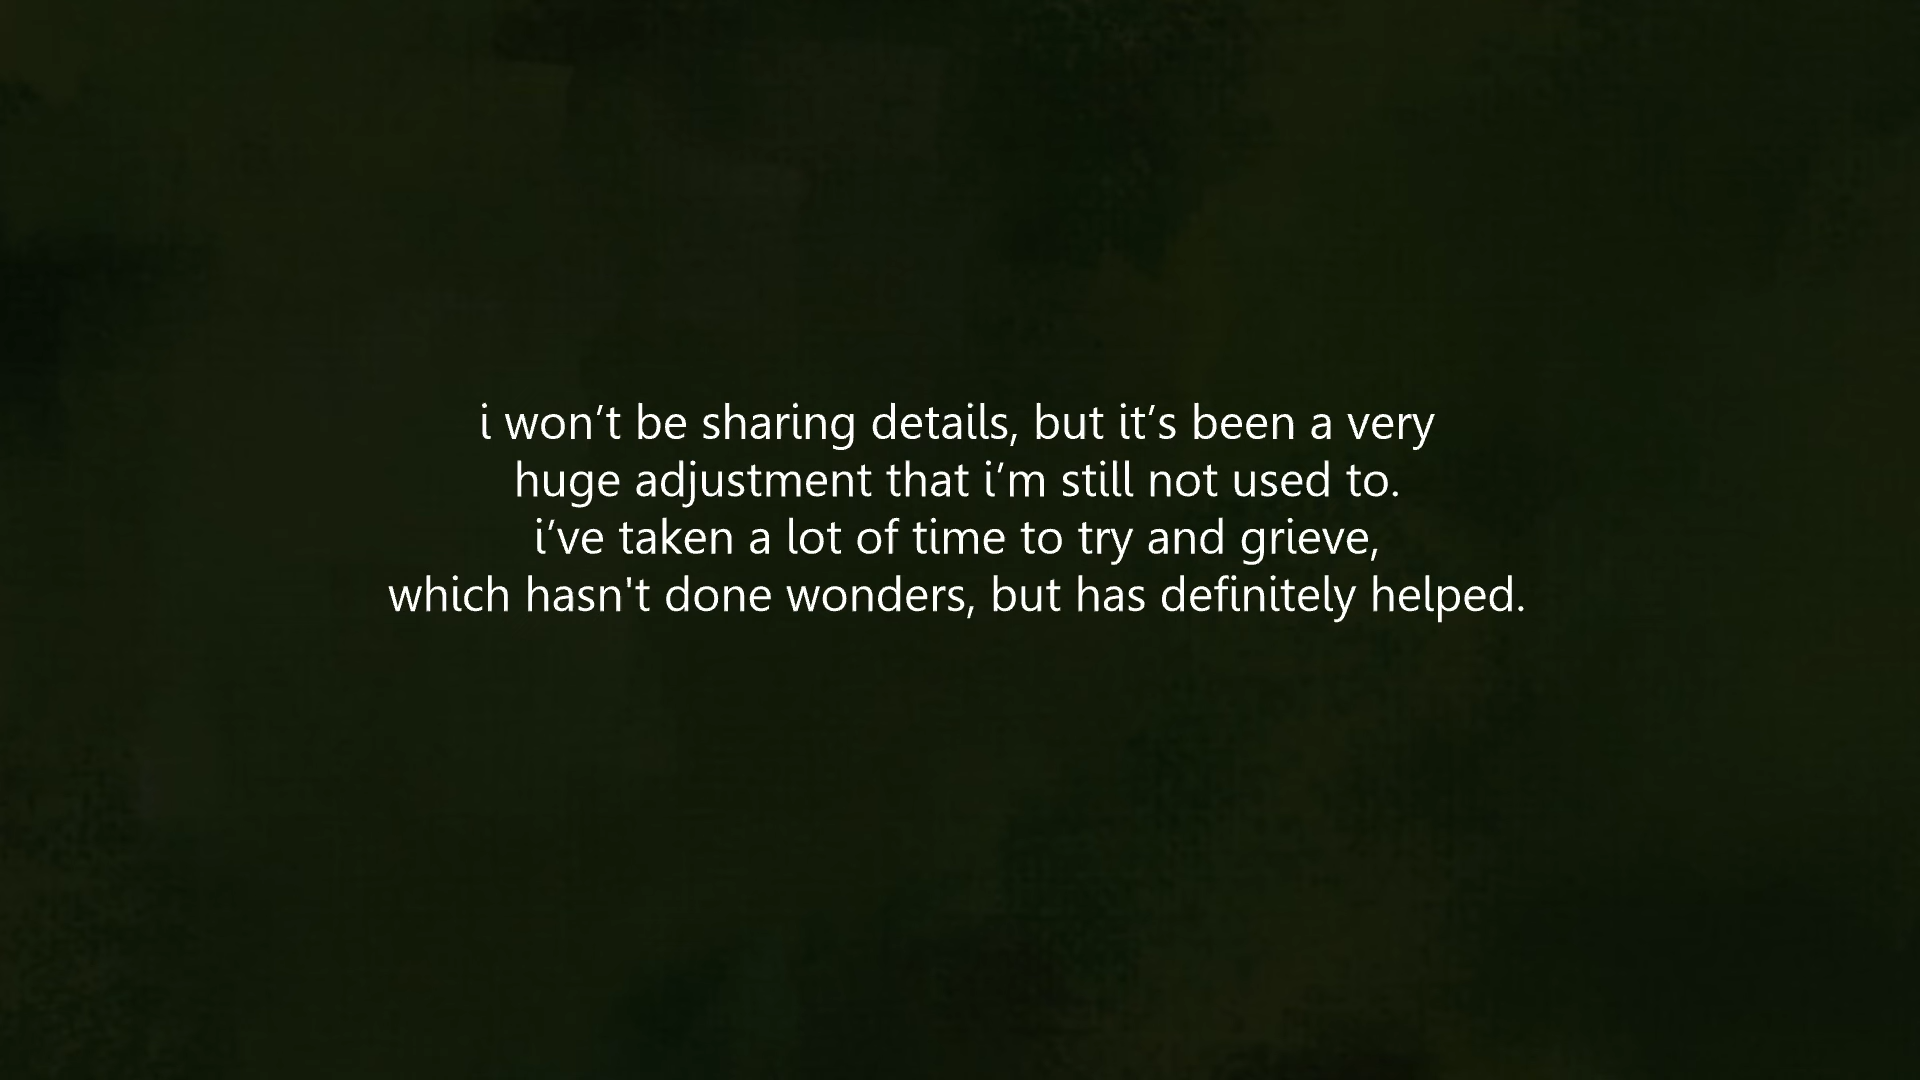 i won’t be sharing details, but it’s been a very
huge adjustment that i’m still not used to.
i’ve taken a lot of time to try and grieve,
which hasn't done wonders, but has definitely helped.